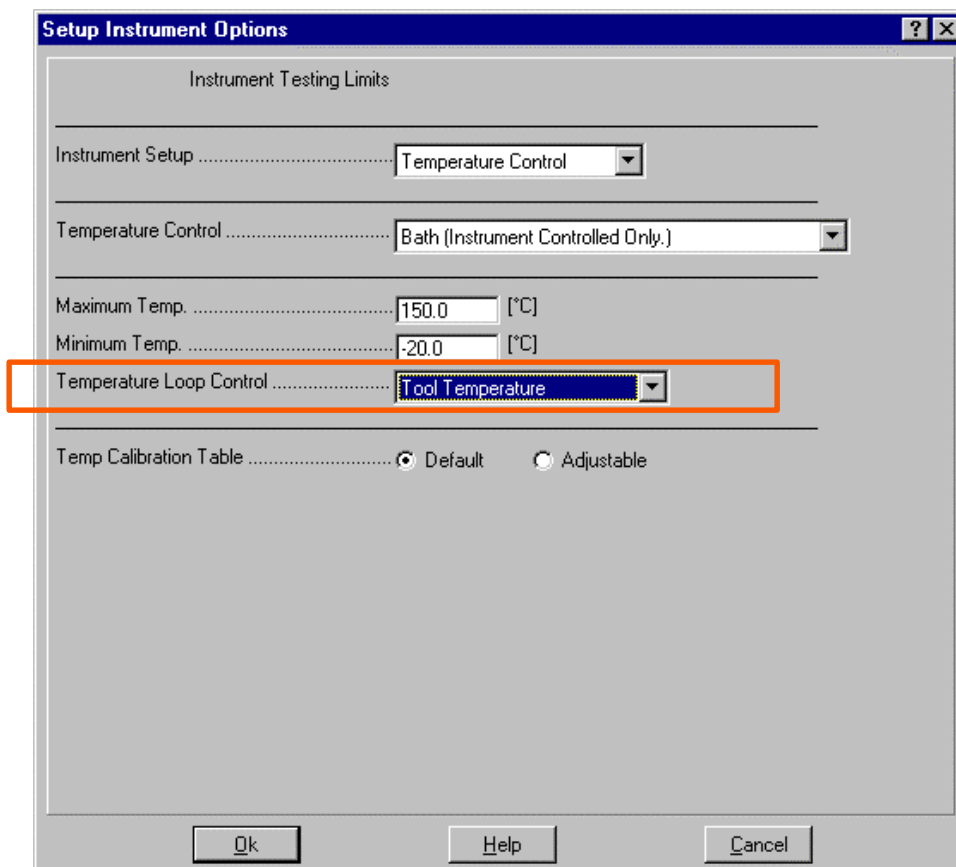 Setup Instrument Options
Instrument Testing Limits
Instrument Setup ..................................... Temperature Control
Temperature Control ............................... Bath (Instrument Controlled Only.)
Maximum Temp. ...................................... 150.0 [°C]
Minimum Temp. ....................................... -20.0 [°C]
Temperature Loop Control ...................... Tool Temperature
Temp Calibration Table ........................... Default Adjustable
Ok Help Cancel